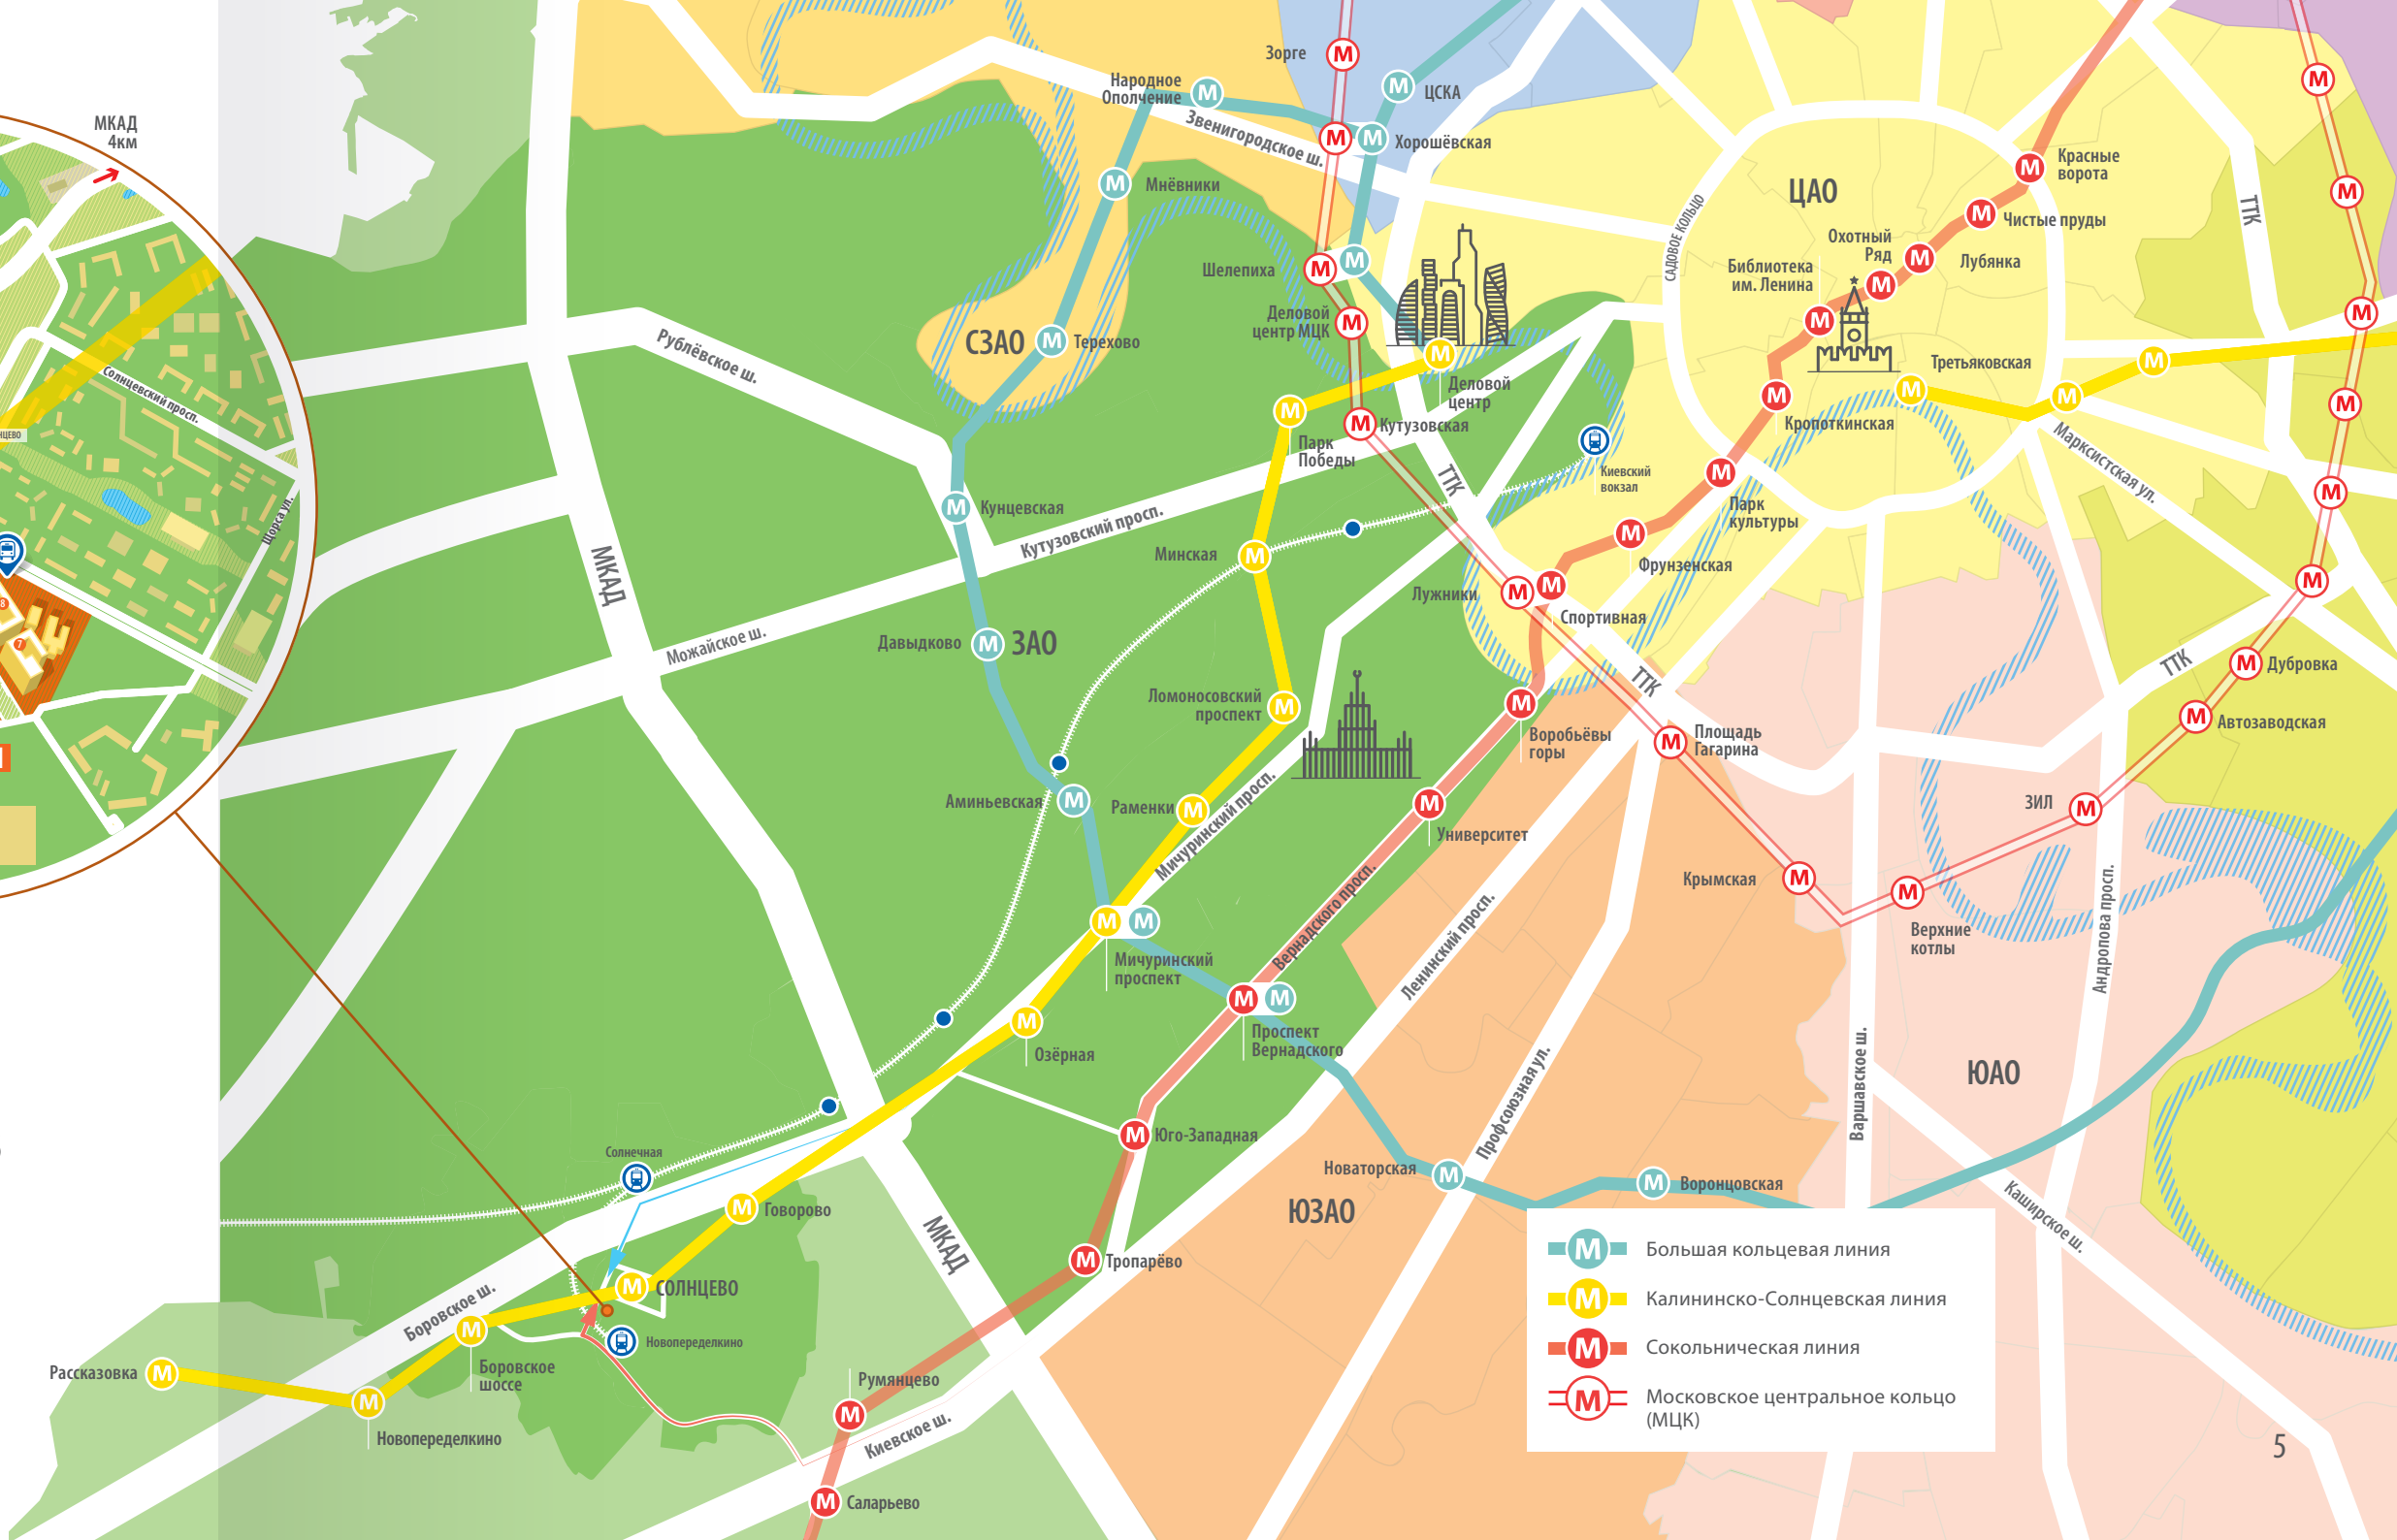 МКАД
4км
Солнцевский просп.
Щорса ул.
8
7
Зорге
Народное
Ополчение
ЦСКА
Звенигородское ш.
Хорошёвская
Мнёвники
Шелепиха
Деловой
центр МЦК
СЗАО
Терехово
Рублёвское ш.
Деловой
центр
Кутузовская
Парк
Победы
Кунцевская
Кутузовский просп.
Минская
МКАД
Можайское ш.
Давыдково
ЗАО
Ломоносовский
проспект
Аминьевская
Раменки
Мичуринский просп.
Мичуринский
проспект
Озёрная
ЦАО
САДОВОЕ КОЛЬЦО
Красные
ворота
Чистые пруды
Охотный
Ряд
Лубянка
Библиотека
им. Ленина
ТТК
Третьяковская
Кропоткинская
Марксистская ул.
ТТК
Киевский
вокзал
Парк
культуры
Фрунзенская
Лужники
Спортивная
ТТК
Воробьёвы
горы
Площадь
Гагарина
ТТК
Дубровка
Автозаводская
ЗИЛ
Университет
Вернадского просп.
Ленинский просп.
Крымская
Верхние
котлы
Андропова просп.
Проспект
Вернадского
Варшавское ш.
ЮАО
Профсоюзная ул.
Юго-Западная
Новаторская
Воронцовская
ЮЗАО
Каширское ш.
Солнечная
Говорово
МКАД
Тропарёво
СОЛНЦЕВО
Боровское ш.
Новопеределкино
Рассказовка
Боровское
шоссе
Новопеределкино
Румянцево
Киевское ш.
Саларьево
Большая кольцевая линия
Калининско-Солнцевская линия
Сокольническая линия
Московское центральное кольцо
(МЦК)
5